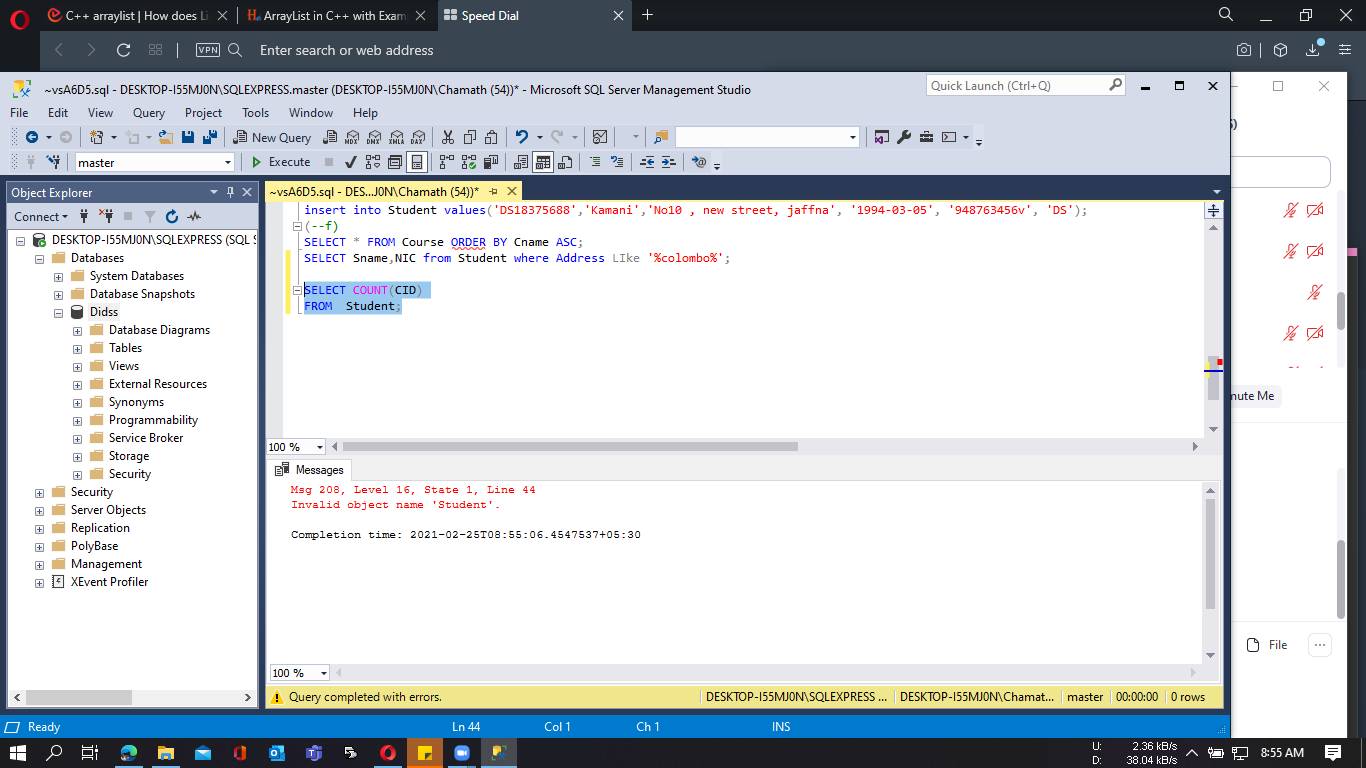 C++ arraylist | How does Li
ArrayList in C++ with Exam
Speed Dial
VPN
Enter search or web address
~vsA6D5.sql - DESKTOP-I55MJ0N\SQLEXPRESS.master (DESKTOP-I55MJ0N\Chamath (54))* - Microsoft SQL Server Management Studio
Quick Launch (Ctrl+Q)
File Edit View Query Project Tools Window Help
New Query
MDX DMX XMLA DAX
master
Execute
Object Explorer
Connect
DESKTOP-I55MJ0N\SQLEXPRESS (SQL S
Databases
System Databases
Database Snapshots
Didss
Database Diagrams
Tables
Views
External Resources
Synonyms
Programmability
Service Broker
Storage
Security
Security
Server Objects
Replication
PolyBase
Management
XEvent Profiler
~vsA6D5.sql - DES...J0N\Chamath (54))*
insert into Student values('DS18375688','Kamani','No10 , new street, jaffna', '1994-03-05', '948763456v', 'DS');
(--f)
SELECT * FROM Course ORDER BY Cname ASC;
SELECT Sname,NIC from Student where Address LIke '%colombo%';
SELECT COUNT(CID)
FROM  Student;
100 %
Messages
Msg 208, Level 16, State 1, Line 44
Invalid object name 'Student'.
Completion time: 2021-02-25T08:55:06.4547537+05:30
100 %
Query completed with errors.
DESKTOP-I55MJ0N\SQLEXPRESS ...
DESKTOP-I55MJ0N\Chamat...
master
00:00:00
0 rows
Ready
Ln 44
Col 1
Ch 1
INS
mute Me
File
U: 2.36 kB/s
D: 38.04 kB/s
8:55 AM